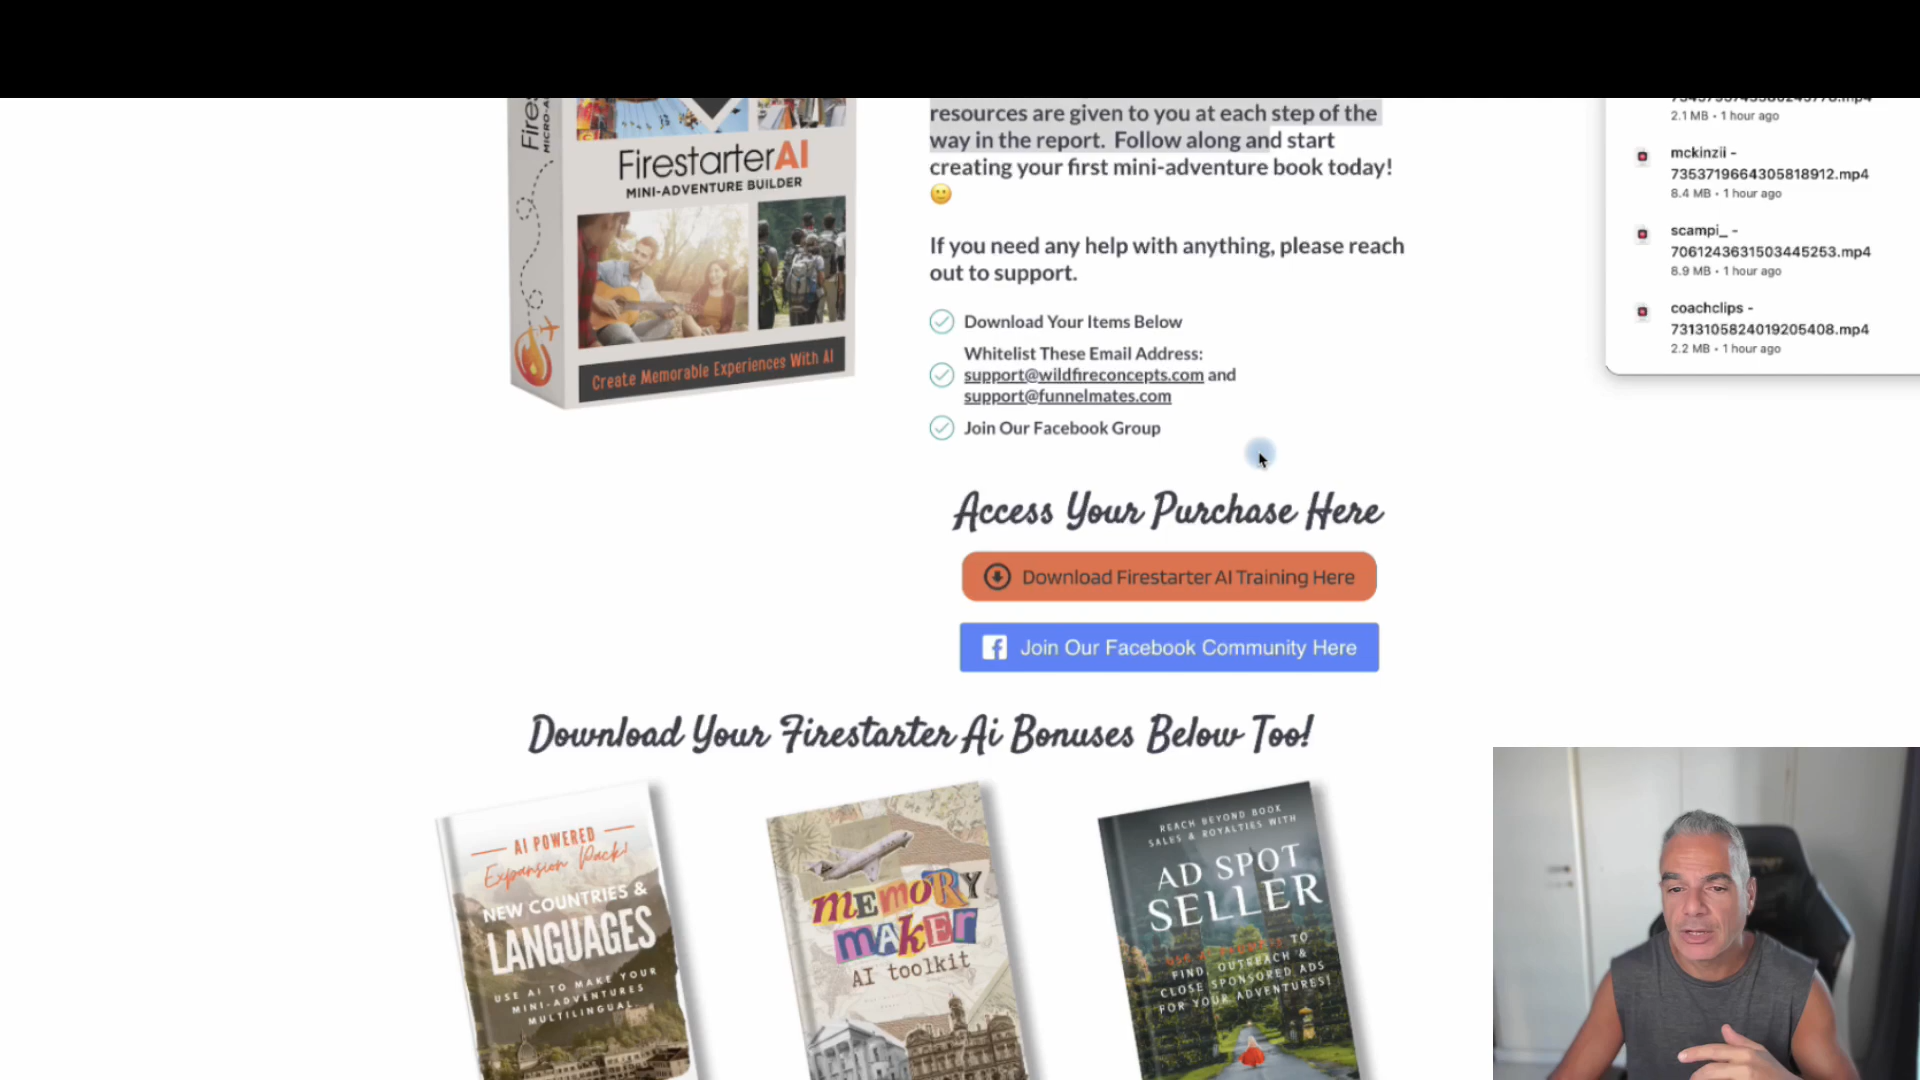 Fires
MICRO-A
FirestarterAI
MINI-ADVENTURE BUILDER
Create Memorable Experiences With AI
resources are given to you at each step of the
way in the report. Follow along and start
creating your first mini-adventure book today!
🙂
If you need any help with anything, please reach
out to support.
Download Your Items Below
Whitelist These Email Address:
support@wildfireconcepts.com and
support@funnelmates.com
Join Our Facebook Group
Access Your Purchase Here
Download Firestarter AI Training Here
Join Our Facebook Community Here
Download Your Firestarter Ai Bonuses Below Too!
AI POWERED
Expansion Pack!
NEW COUNTRIES &
LANGUAGES
USE AI TO MAKE YOUR
MINI-ADVENTURES
MULTILINGUAL
MEMORY
MAKER
AI toolkit
REACH BEYOND BOOK
SALES & ROYALTIES WITH
AD SPOT
SELLER
TO
FIND, OUTREACH &
CLOSE SPONSORED ADS
FOR YOUR ADVENTURES!
2.1 MB • 1 hour ago
mckinzii -
7353719664305818912.mp4
8.4 MB • 1 hour ago
scampi_ -
7061243631503445253.mp4
8.9 MB • 1 hour ago
coachclips -
7313105824019205408.mp4
2.2 MB • 1 hour ago